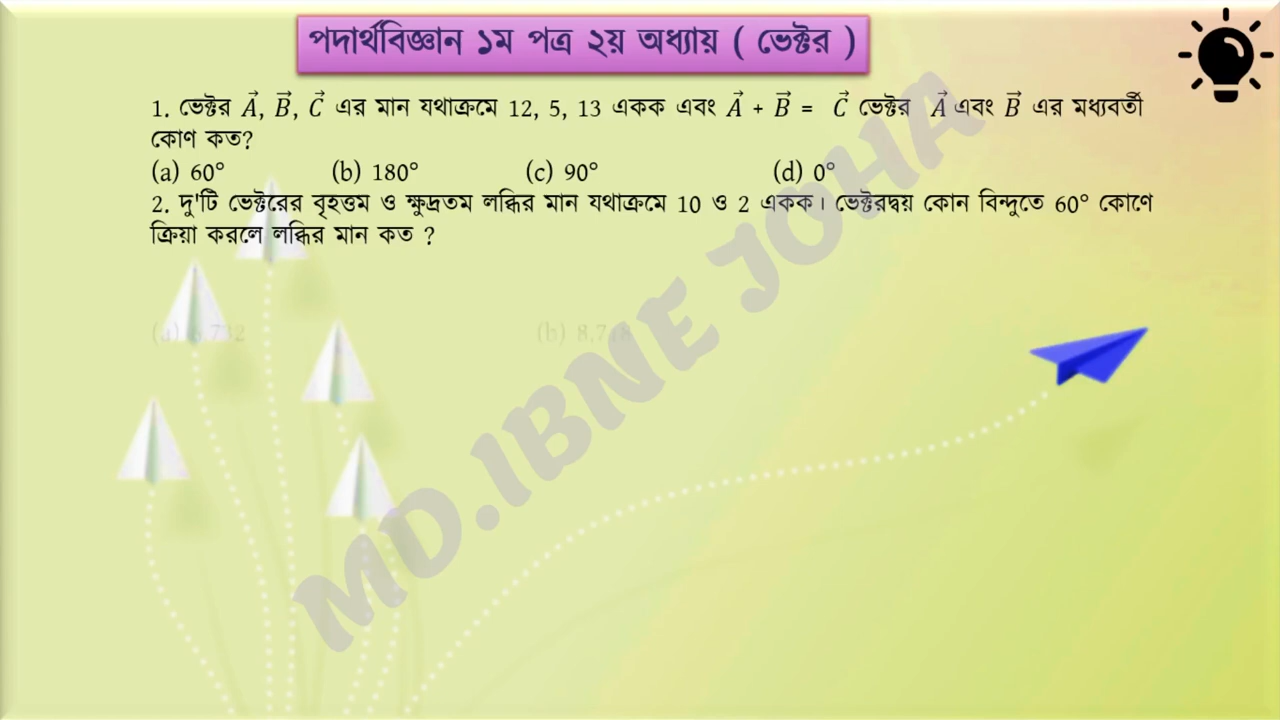 পদার্থবিজ্ঞান ১ম পত্র ২য় অধ্যায় ( ভেক্টর )
1. ভেক্টর A⃗, B⃗, C⃗ এর মান যথাক্রমে 12, 5, 13 একক এবং A⃗ + B⃗ = C⃗ ভেক্টর A⃗ এবং B⃗ এর মধ্যবর্তী
কোণ কত?
(a) 60° (b) 180° (c) 90° (d) 0°
2. দু'টি ভেক্টরের বৃহত্তম ও ক্ষুদ্রতম লব্ধির মান যথাক্রমে 10 ও 2 একক। ভেক্টরদ্বয় কোন বিন্দুতে 60° কোণে
ক্রিয়া করলে লব্ধির মান কত ?
(a) (b)
MD.IBNE JOHA